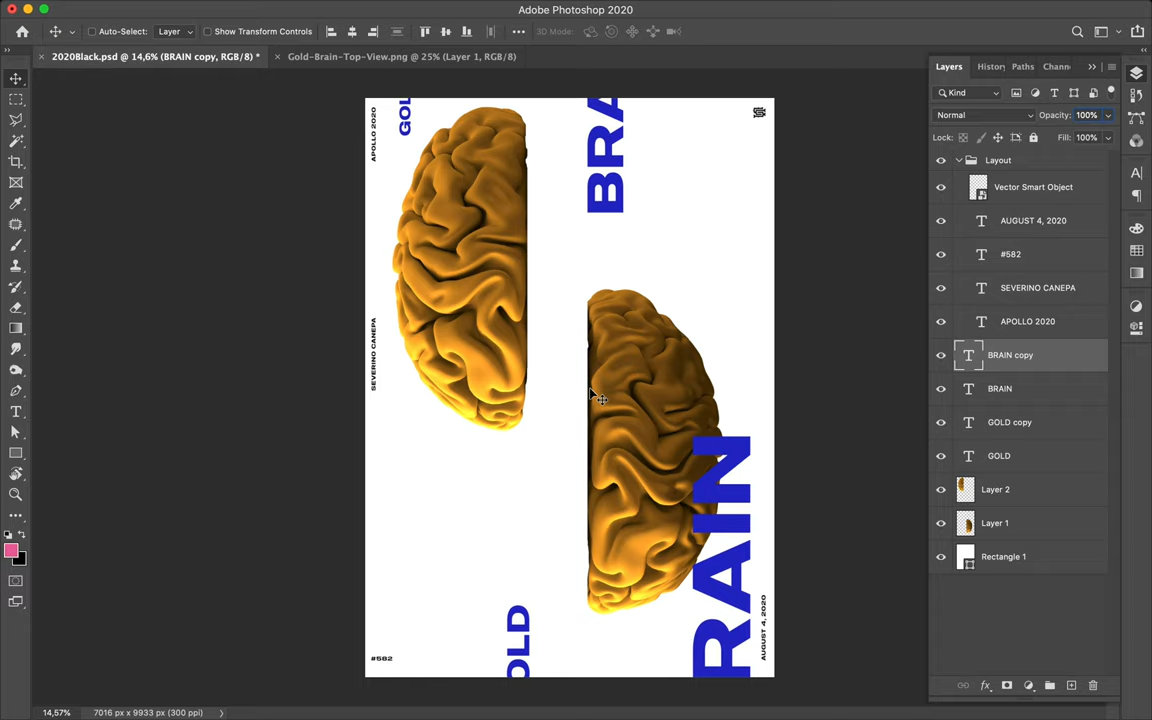 Adobe Photoshop 2020
Auto-Select: Layer Show Transform Controls ••• 3D Mode:
2020Black.psd @ 14,6% (BRAIN copy, RGB/8) *
Gold-Brain-Top-View.png @ 25% (Layer 1, RGB/8)
APOLLO 2020
GOL
BRA
SEVERINO CANEPA
OLD
RAIN
#582
AUGUST 4, 2020
Layers History Paths Chann
Kind
Normal Opacity: 100%
Lock: Fill: 100%
Layout
Vector Smart Object
AUGUST 4, 2020
#582
SEVERINO CANEPA
APOLLO 2020
BRAIN copy
BRAIN
GOLD copy
GOLD
Layer 2
Layer 1
Rectangle 1
14,57% 7016 px x 9933 px (300 ppi)